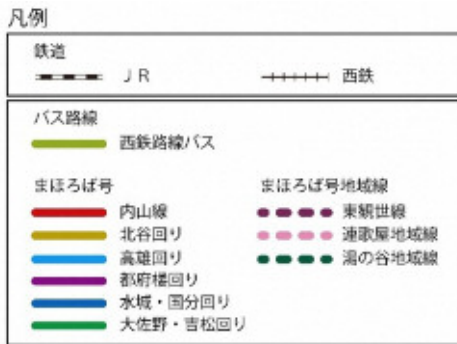 凡例
鉄道
ＪＲ 西鉄
バス路線
西鉄路線バス
まほろば号 まほろば号地域線
内山線 東観世線
北谷回り 連歌屋地域線
高雄回り 湯の谷地域線
都府楼回り
水城・国分回り
大佐野・吉松回り